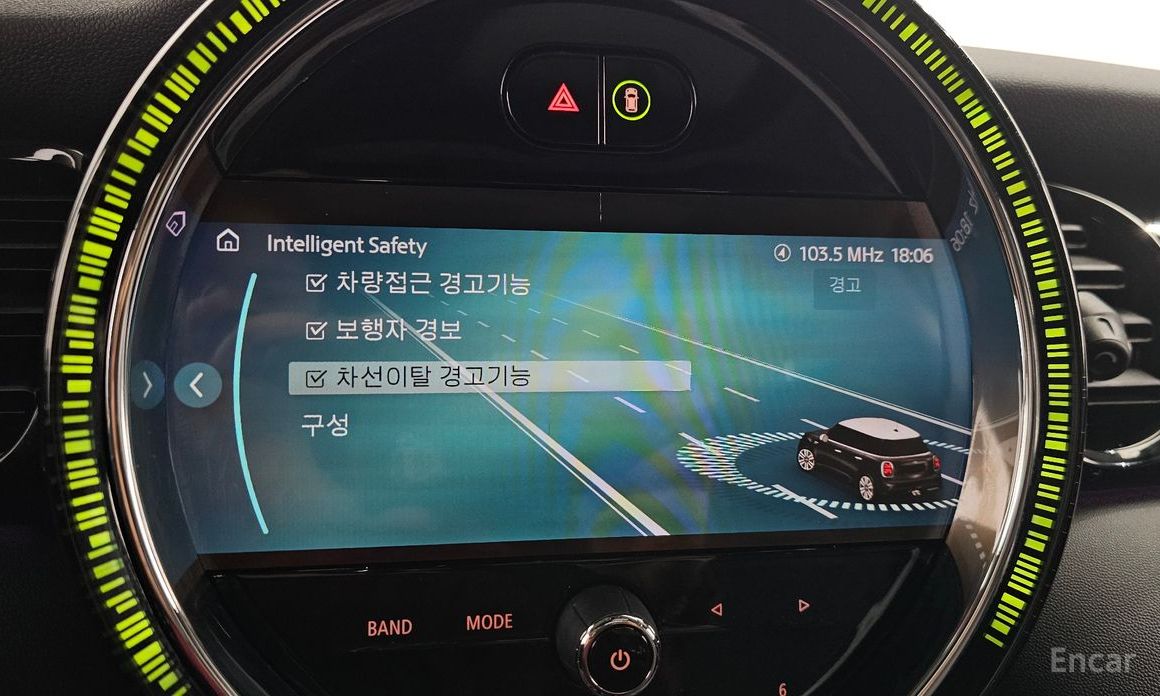 Intelligent Safety
103.5 MHz 18:06
차량접근 경고기능
경고
보행자 경보
차선이탈 경고기능
구성
BAND
MODE
6
Encar